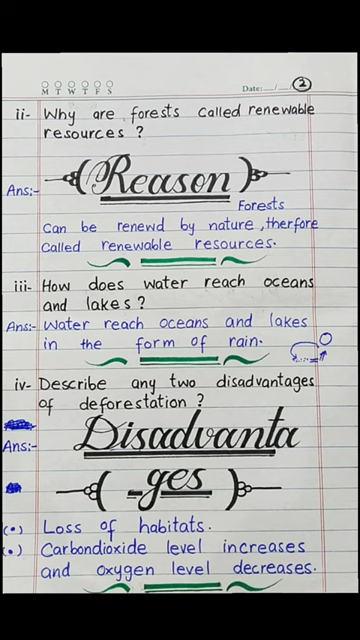 M T W T F S
Date: __/__/__ 2
ii- Why are forests called renewable
resources ?
Reason
Ans:- Forests
Can be renewd by nature ,therfore
Called renewable resources.
iii- How does water reach oceans
and lakes ?
Ans:- Water reach oceans and lakes
in the form of rain.
iv- Describe any two disadvantages
of deforestation ?
Ans:- Disadvanta
ges
(•) Loss of habitats.
(•) Carbondioxide level increases
and oxygen level decreases.